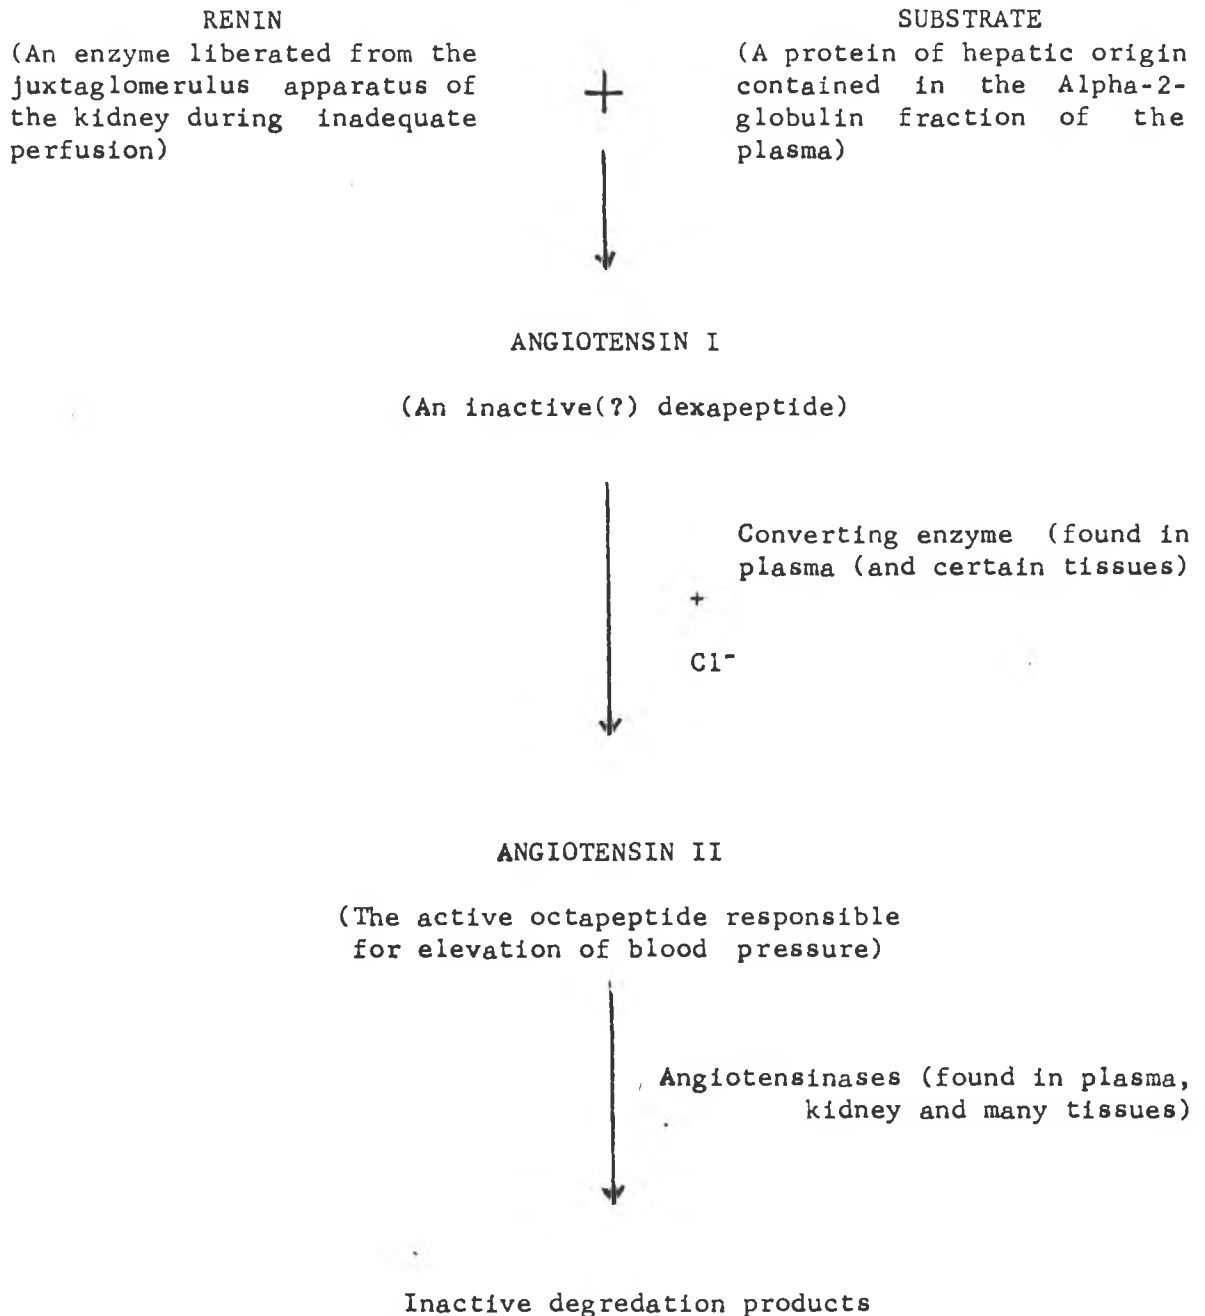 RENIN
(An enzyme liberated from the
juxtaglomerulus apparatus of
the kidney during inadequate
perfusion)
+
SUBSTRATE
(A protein of hepatic origin
contained in the Alpha-2-
globulin fraction of the
plasma)
ANGIOTENSIN I
(An inactive(?) dexapeptide)
Converting enzyme (found in
plasma (and certain tissues)
+
Cl-
ANGIOTENSIN II
(The active octapeptide responsible
for elevation of blood pressure)
Angiotensinases (found in plasma,
kidney and many tissues)
Inactive degredation products